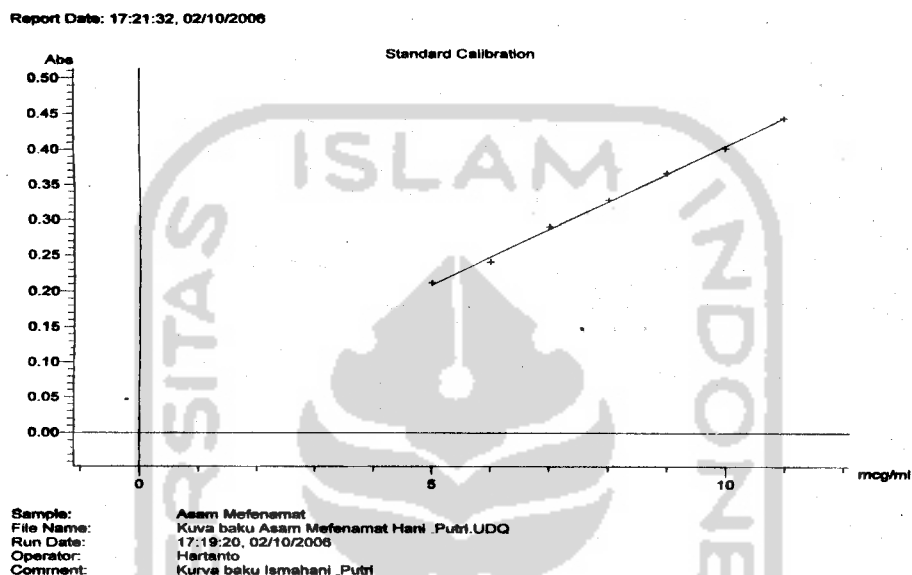 Report Date: 17:21:32, 02/10/2006
Standard Calibration
Abs
0.50
0.45
0.40
0.35
0.30
0.25
0.20
0.15
0.10
0.05
0.00
0 5 10 mcg/ml
ISLAM
INDONE
RSITAS
Sample: Asam Mefenamat
File Name: Kuva baku Asam Mefenamat Hani_Putri.UDQ
Run Date: 17:19:20, 02/10/2006
Operator: Hartanto
Comment: Kurva baku Ismahani_Putri